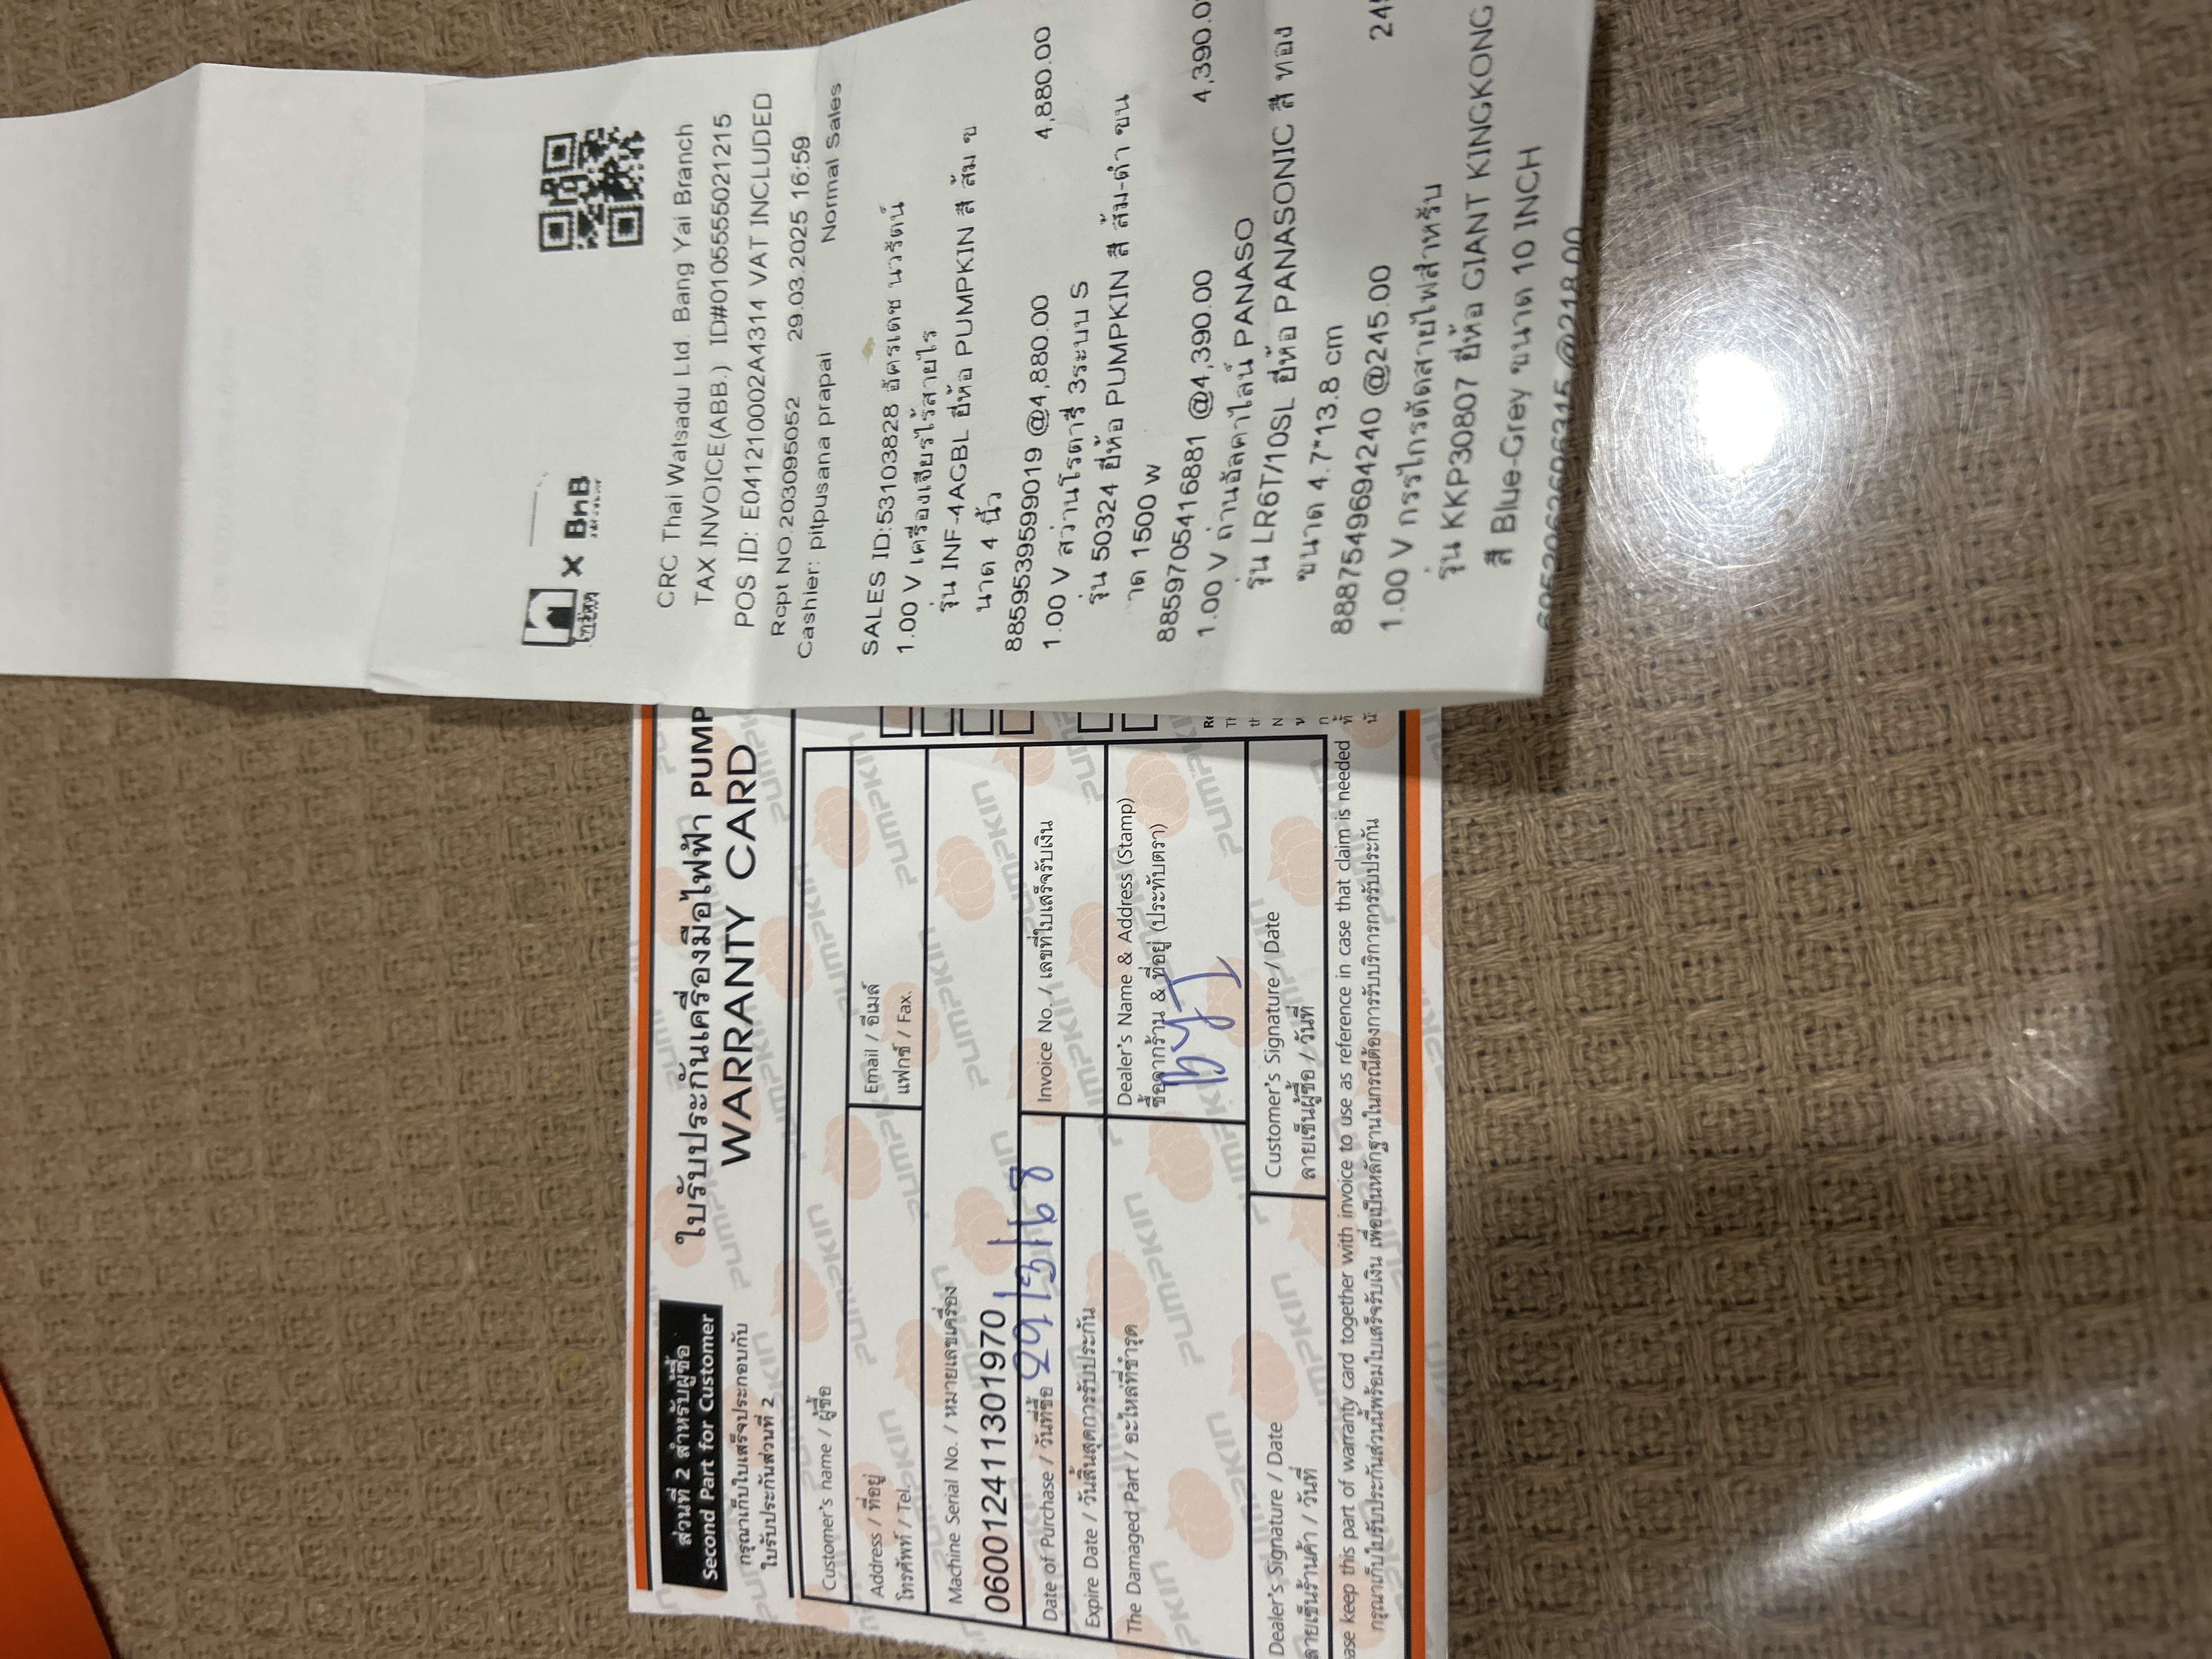 ไทวัสดุ × BnB
CRC Thai Watsadu Ltd. Bang Yai Branch
TAX INVOICE(ABB.) ID#0105555021215
POS ID: E041210002A4314 VAT INCLUDED
Rcpt NO.203095052 29.03.2025 16:59
Cashier: pitpusana prapai Normal Sales
SALES ID:53103828 อัครเดช นวรัตน์
1.00 V เครื่องเจียรไร้สายไร
รุ่น INF-4AGBL ยี่ห้อ PUMPKIN สี ส้ม ข
นาด 4 นิ้ว
8859539599019 @4,880.00 4,880.00
1.00 V สว่านโรตารี่ 3ระบบ S
รุ่น 50324 ยี่ห้อ PUMPKIN สี ส้ม-ดำ ขน
าด 1500 w
8859705416881 @4,390.00 4,390.0
1.00 V ถ่านอัลคาไลน์ PANASO
รุ่น LR6T/10SL ยี่ห้อ PANASONIC สี ทอง
ขนาด 4.7*13.8 cm
8887549694240 @245.00 24
1.00 V กรรไกรตัดสายไฟสำหรับ
รุ่น KKP30807 ยี่ห้อ GIANT KINGKONG
สี Blue-Grey ขนาด 10 INCH
@218.00
ส่วนที่ 2 สำหรับผู้ซื้อ
Second Part for Customer
กรุณาเก็บใบเสร็จประกอบกับ
ใบรับประกันส่วนที่ 2
ใบรับประกันเครื่องมือไฟฟ้า PUMP
WARRANTY CARD
Customer's name / ผู้ซื้อ
Address / ที่อยู่
โทรศัพท์ / Tel.
Email / อีเมล์
แฟกซ์ / Fax.
Machine Serial No. / หมายเลขเครื่อง
060012411301970
Date of Purchase / วันที่ซื้อ
Invoice No. / เลขที่ใบเสร็จรับเงิน
Expire Date / วันสิ้นสุดการรับประกัน
The Damaged Part / อะไหล่ที่ชำรุด
Dealer's Name & Address (Stamp)
ชื่อจากร้าน & ที่อยู่ (ประทับตรา)
Dealer's Signature / Date
ลายเซ็นร้านค้า / วันที่
Customer's Signature / Date
ลายเซ็นผู้ซื้อ / วันที่
ase keep this part of warranty card together with invoice to use as reference in case that claim is needed
กรุณาเก็บใบรับประกันส่วนนี้พร้อมใบเสร็จรับเงิน เพื่อเป็นหลักฐานในกรณีต้องการรับบริการการรับประกัน